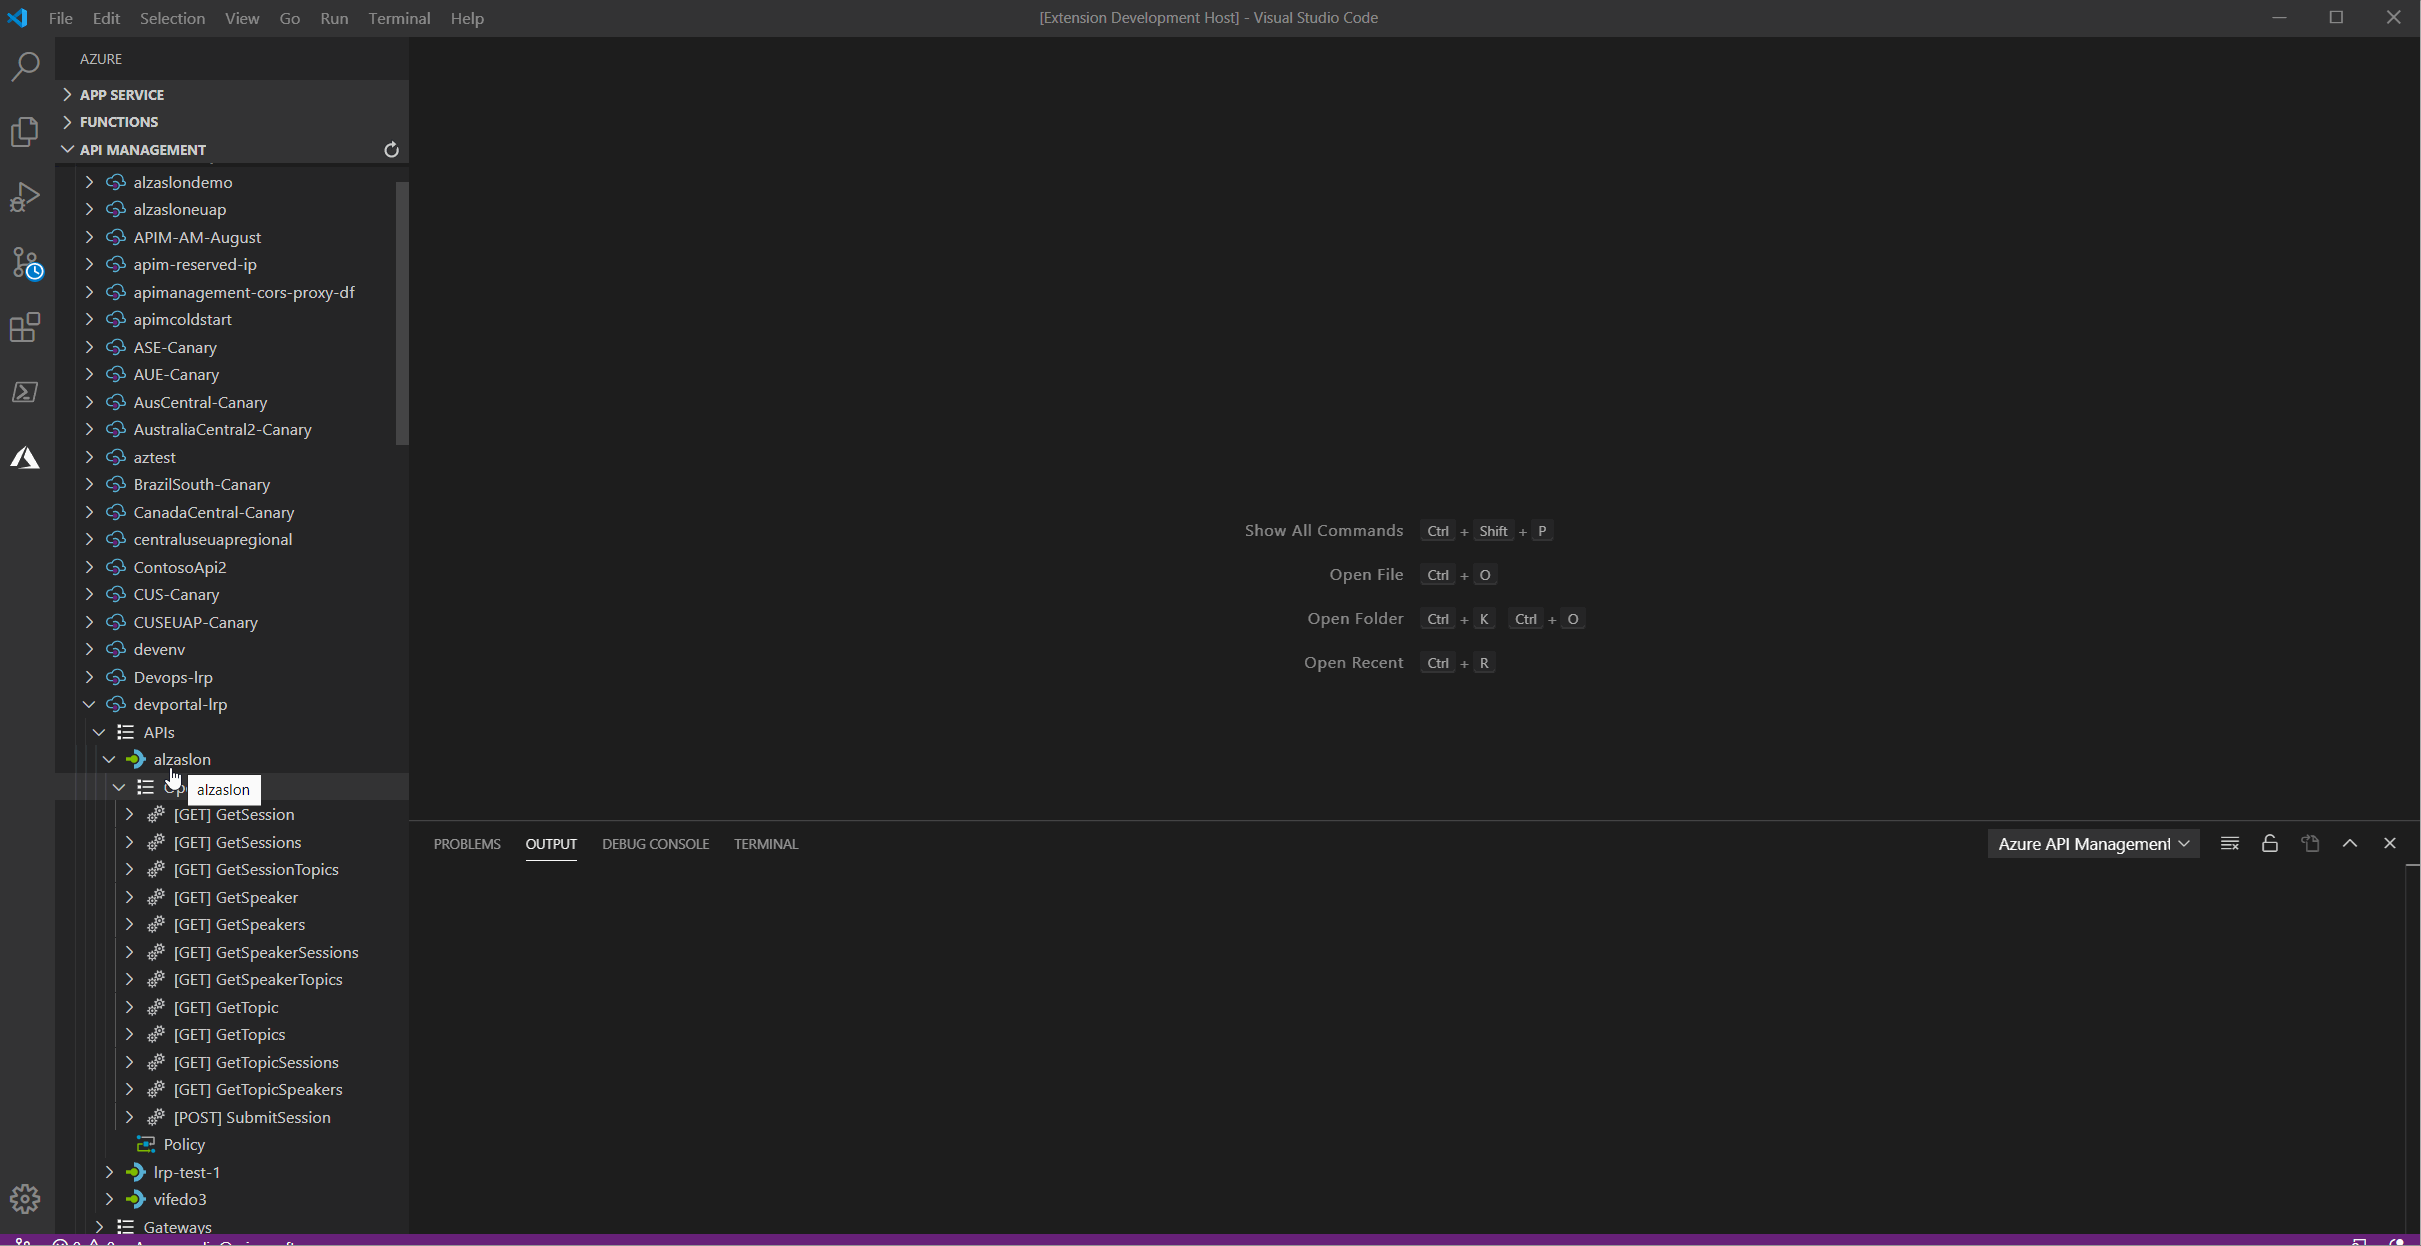 File Edit Selection View Go Run Terminal Help
[Extension Development Host] - Visual Studio Code
AZURE
APP SERVICE
FUNCTIONS
API MANAGEMENT
alzaslondemo
alzasloneuap
APIM-AM-August
apim-reserved-ip
apimanagement-cors-proxy-df
apimcoldstart
ASE-Canary
AUE-Canary
AusCentral-Canary
AustraliaCentral2-Canary
aztest
BrazilSouth-Canary
CanadaCentral-Canary
centraluseuapregional
ContosoApi2
CUS-Canary
CUSEUAP-Canary
devenv
Devops-lrp
devportal-lrp
APIs
alzaslon
alzaslon
[GET] GetSession
[GET] GetSessions
[GET] GetSessionTopics
[GET] GetSpeaker
[GET] GetSpeakers
[GET] GetSpeakerSessions
[GET] GetSpeakerTopics
[GET] GetTopic
[GET] GetTopics
[GET] GetTopicSessions
[GET] GetTopicSpeakers
[POST] SubmitSession
Policy
lrp-test-1
vifedo3
Gateways
Show All Commands Ctrl + Shift + P
Open File Ctrl + O
Open Folder Ctrl + K Ctrl + O
Open Recent Ctrl + R
PROBLEMS OUTPUT DEBUG CONSOLE TERMINAL
Azure API Management